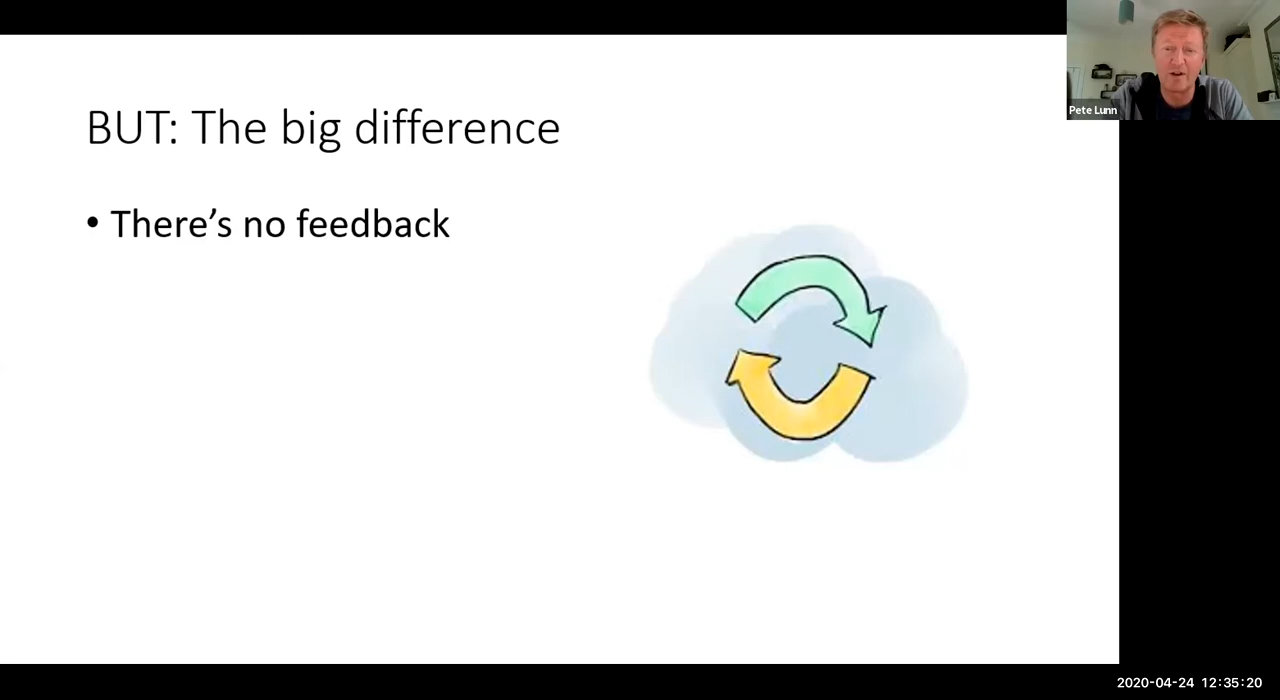 BUT: The big difference
• There’s no feedback
Pete Lunn
2020-04-24 12:35:20